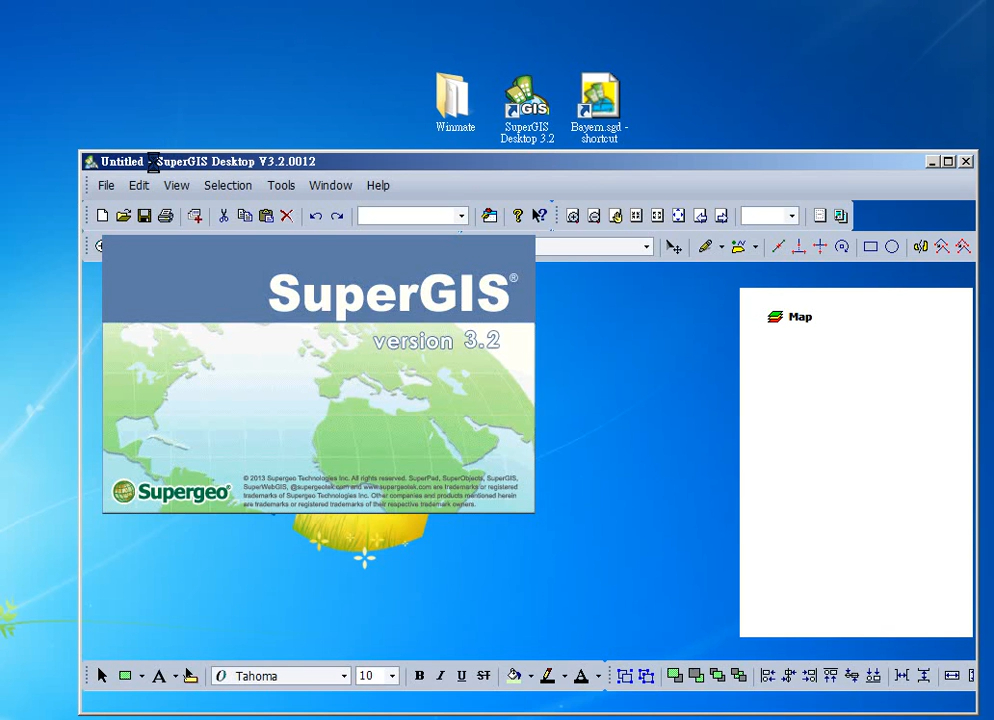 Winmate
SuperGIS
Desktop 3.2
Bayern.sgd -
shortcut
Untitled - SuperGIS Desktop V3.2.0012
File Edit View Selection Tools Window Help
SuperGIS®
version 3.2
Map
Supergeo®
© 2013 Supergeo Technologies Inc. All rights reserved. SuperPad, SuperObjects, SuperGIS,
SuperWebGIS, @supergeotek.com and www.supergeotek.com are trademarks or registered
trademarks of Supergeo Technologies Inc. Other companies and products mentioned herein
are trademarks or registered trademarks of their respective trademark owners.
A O Tahoma 10 B I U ST A